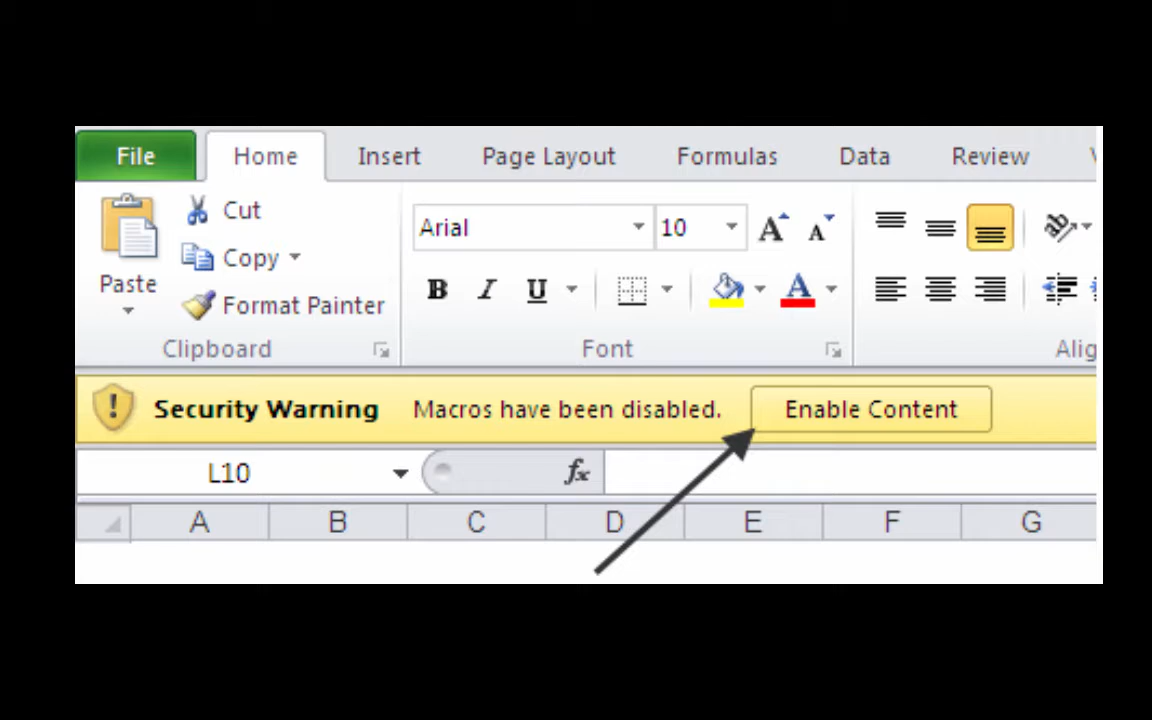 File Home Insert Page Layout Formulas Data Review
Cut
Copy
Paste
Format Painter
Clipboard
Arial 10 A A
B I U A
Font
Security Warning Macros have been disabled. Enable Content
L10 fx
A B C D E F G